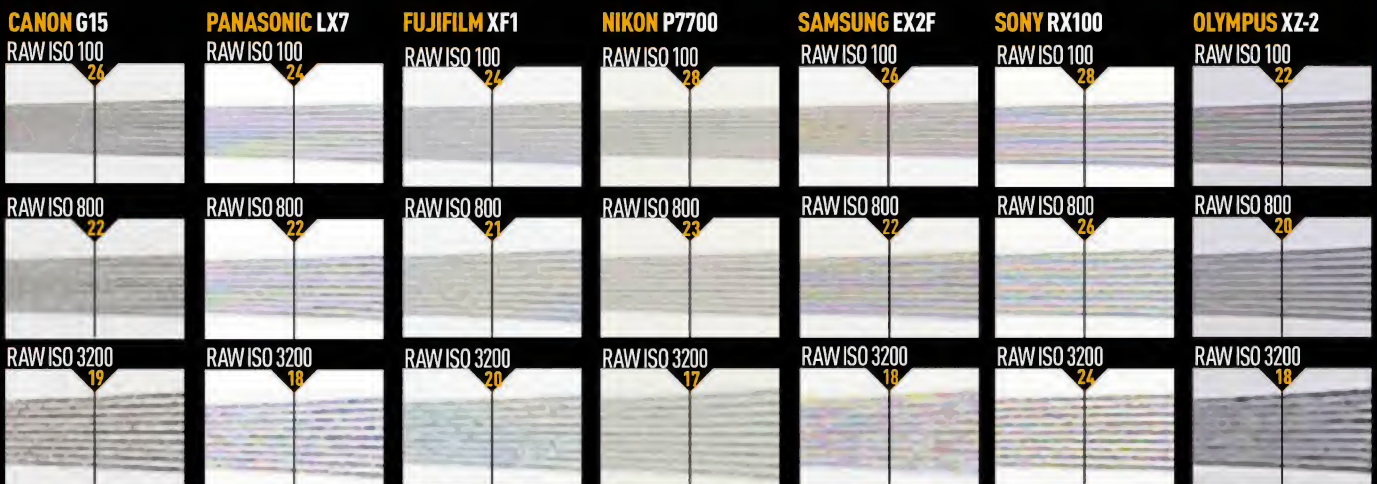 CANON G15
RAW ISO 100
26
RAW ISO 800
22
RAW ISO 3200
19
PANASONIC LX7
RAW ISO 100
24
RAW ISO 800
22
RAW ISO 3200
18
FUJIFILM XF1
RAW ISO 100
24
RAW ISO 800
21
RAW ISO 3200
20
NIKON P7700
RAW ISO 100
28
RAW ISO 800
23
RAW ISO 3200
17
SAMSUNG EX2F
RAW ISO 100
26
RAW ISO 800
22
RAW ISO 3200
18
SONY RX100
RAW ISO 100
28
RAW ISO 800
26
RAW ISO 3200
24
OLYMPUS XZ-2
RAW ISO 100
22
RAW ISO 800
20
RAW ISO 3200
18